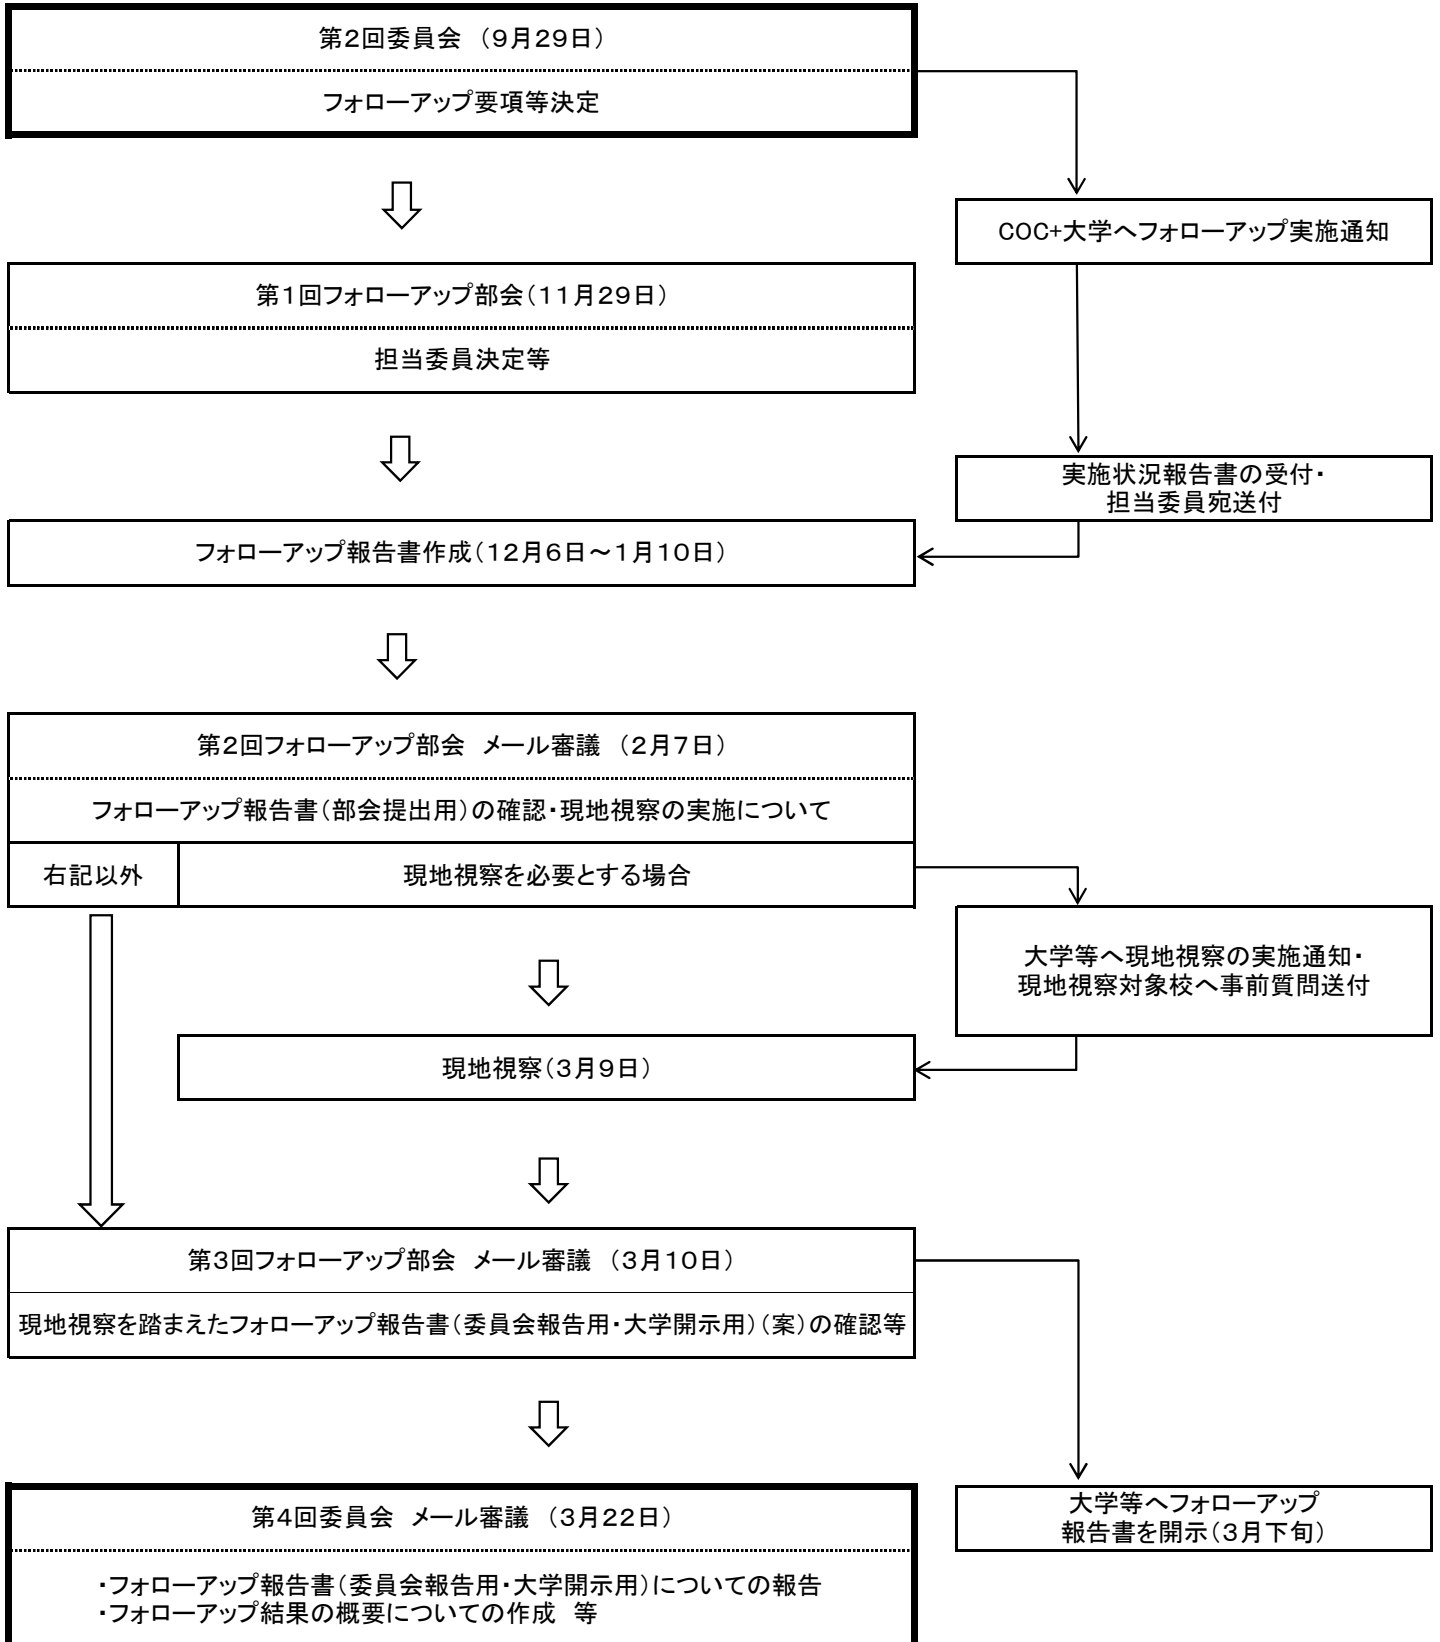 第2回委員会　（9月29日）
フォローアップ要項等決定
COC+大学へフォローアップ実施通知
第1回フォローアップ部会（11月29日）
担当委員決定等
実施状況報告書の受付・
担当委員宛送付
フォローアップ報告書作成（12月6日～1月10日）
第2回フォローアップ部会　メール審議　（2月7日）
フォローアップ報告書（部会提出用）の確認・現地視察の実施について
右記以外
現地視察を必要とする場合
大学等へ現地視察の実施通知・
現地視察対象校へ事前質問送付
現地視察（3月9日）
第3回フォローアップ部会　メール審議　（3月10日）
現地視察を踏まえたフォローアップ報告書（委員会報告用・大学開示用）（案）の確認等
第4回委員会　メール審議　（3月22日）
・フォローアップ報告書（委員会報告用・大学開示用）についての報告
・フォローアップ結果の概要についての作成　等
大学等へフォローアップ
報告書を開示（3月下旬）